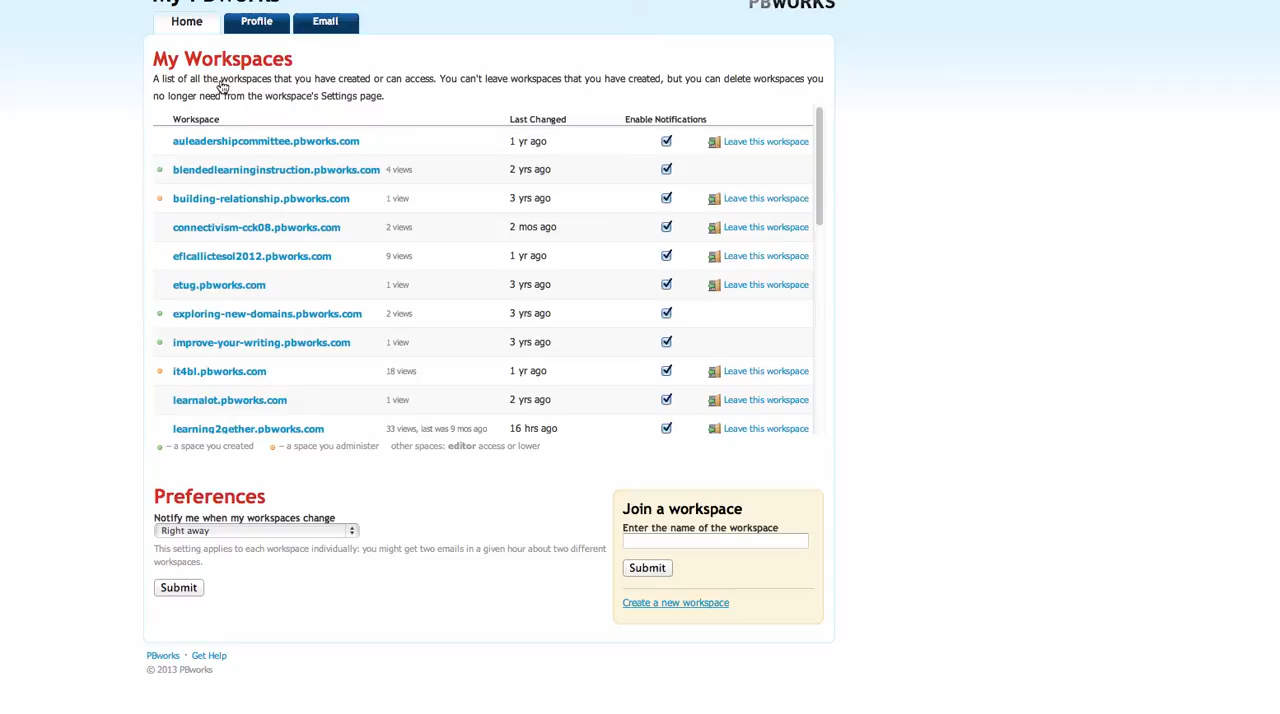 My PBworks
PBWORKS
Home Profile Email
My Workspaces
A list of all the workspaces that you have created or can access. You can't leave workspaces that you have created, but you can delete workspaces you
no longer need from the workspace's Settings page.
Workspace Last Changed Enable Notifications
auleadershipcommittee.pbworks.com 1 yr ago Leave this workspace
blendedlearninginstruction.pbworks.com 4 views 2 yrs ago
building-relationship.pbworks.com 1 view 3 yrs ago Leave this workspace
connectivism-cck08.pbworks.com 2 views 2 mos ago Leave this workspace
eflcallictesol2012.pbworks.com 9 views 1 yr ago Leave this workspace
etug.pbworks.com 1 view 3 yrs ago Leave this workspace
exploring-new-domains.pbworks.com 2 views 3 yrs ago
improve-your-writing.pbworks.com 1 view 3 yrs ago
it4bl.pbworks.com 18 views 1 yr ago Leave this workspace
learnalot.pbworks.com 1 view 2 yrs ago Leave this workspace
learning2gether.pbworks.com 33 views, last was 9 mos ago 16 hrs ago Leave this workspace
– a space you created – a space you administer other spaces: editor access or lower
Preferences
Notify me when my workspaces change
Right away
This setting applies to each workspace individually: you might get two emails in a given hour about two different
workspaces.
Submit
Join a workspace
Enter the name of the workspace
Submit
Create a new workspace
PBworks · Get Help
© 2013 PBworks